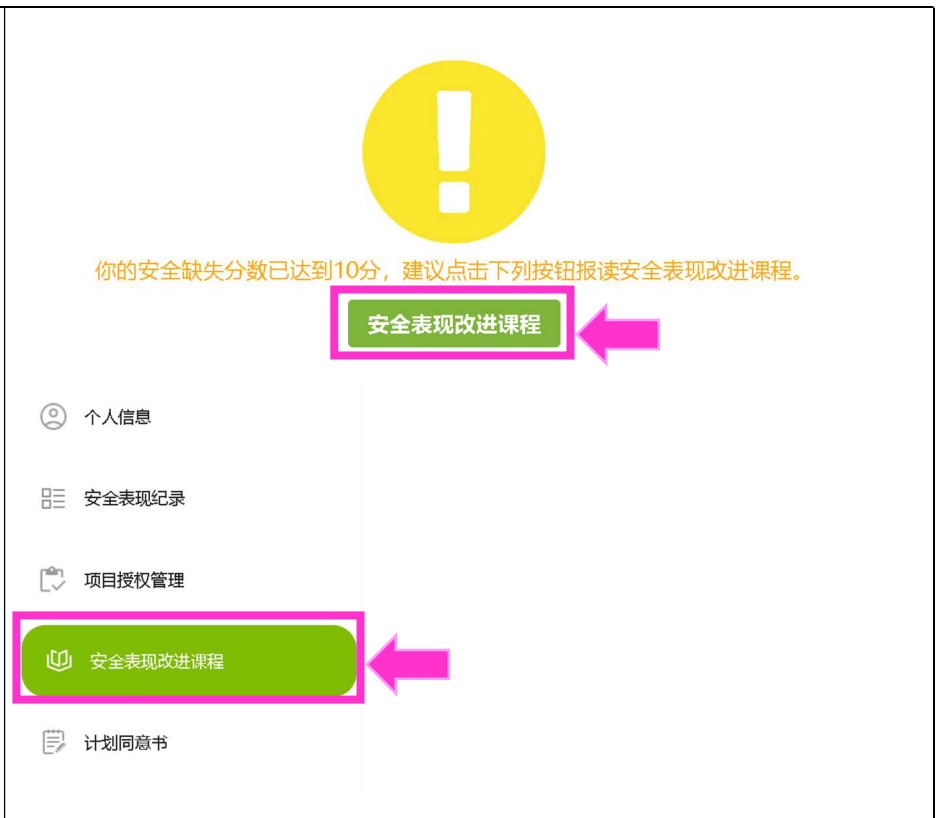 你的安全缺失分数已达到10分，建议点击下列按钮报读安全表现改进课程。
安全表现改进课程
个人信息
安全表现纪录
项目授权管理
安全表现改进课程
计划同意书